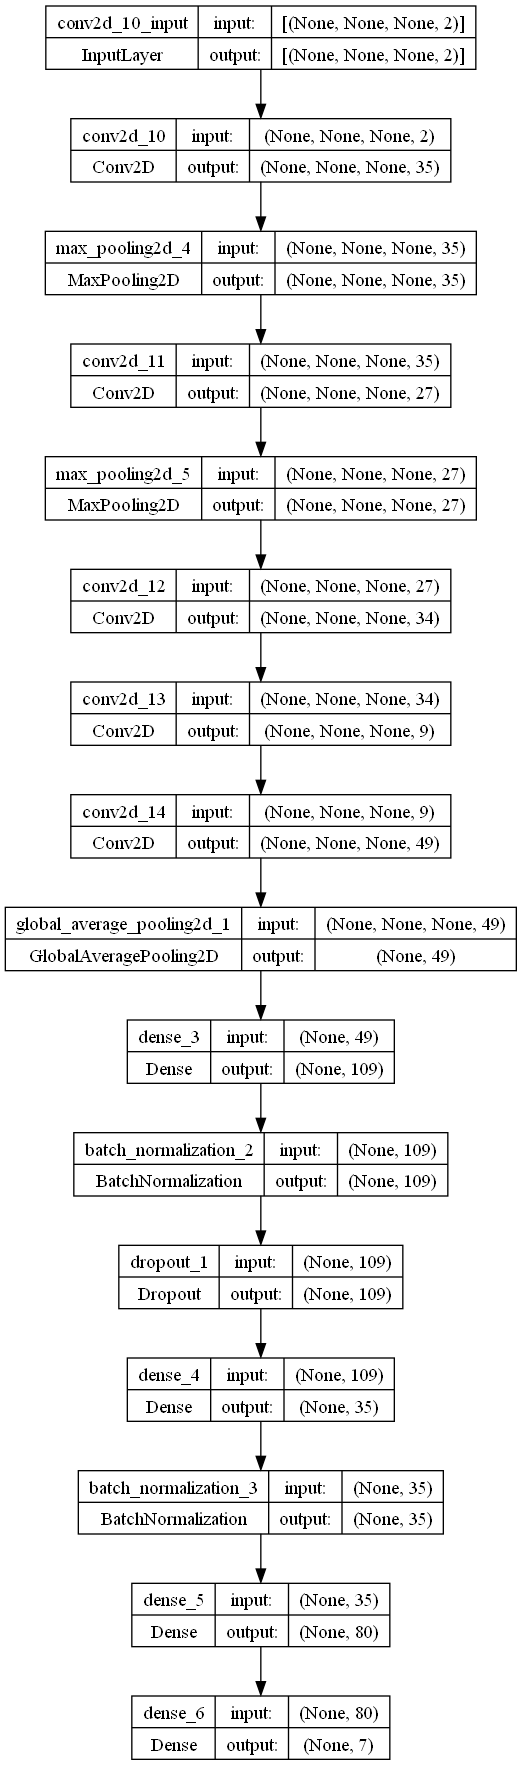 conv2d_10_input input: [(None, None, None, 2)]
InputLayer output: [(None, None, None, 2)]
conv2d_10 input: (None, None, None, 2)
Conv2D output: (None, None, None, 35)
max_pooling2d_4 input: (None, None, None, 35)
MaxPooling2D output: (None, None, None, 35)
conv2d_11 input: (None, None, None, 35)
Conv2D output: (None, None, None, 27)
max_pooling2d_5 input: (None, None, None, 27)
MaxPooling2D output: (None, None, None, 27)
conv2d_12 input: (None, None, None, 27)
Conv2D output: (None, None, None, 34)
conv2d_13 input: (None, None, None, 34)
Conv2D output: (None, None, None, 9)
conv2d_14 input: (None, None, None, 9)
Conv2D output: (None, None, None, 49)
global_average_pooling2d_1 input: (None, None, None, 49)
GlobalAveragePooling2D output: (None, 49)
dense_3 input: (None, 49)
Dense output: (None, 109)
batch_normalization_2 input: (None, 109)
BatchNormalization output: (None, 109)
dropout_1 input: (None, 109)
Dropout output: (None, 109)
dense_4 input: (None, 109)
Dense output: (None, 35)
batch_normalization_3 input: (None, 35)
BatchNormalization output: (None, 35)
dense_5 input: (None, 35)
Dense output: (None, 80)
dense_6 input: (None, 80)
Dense output: (None, 7)